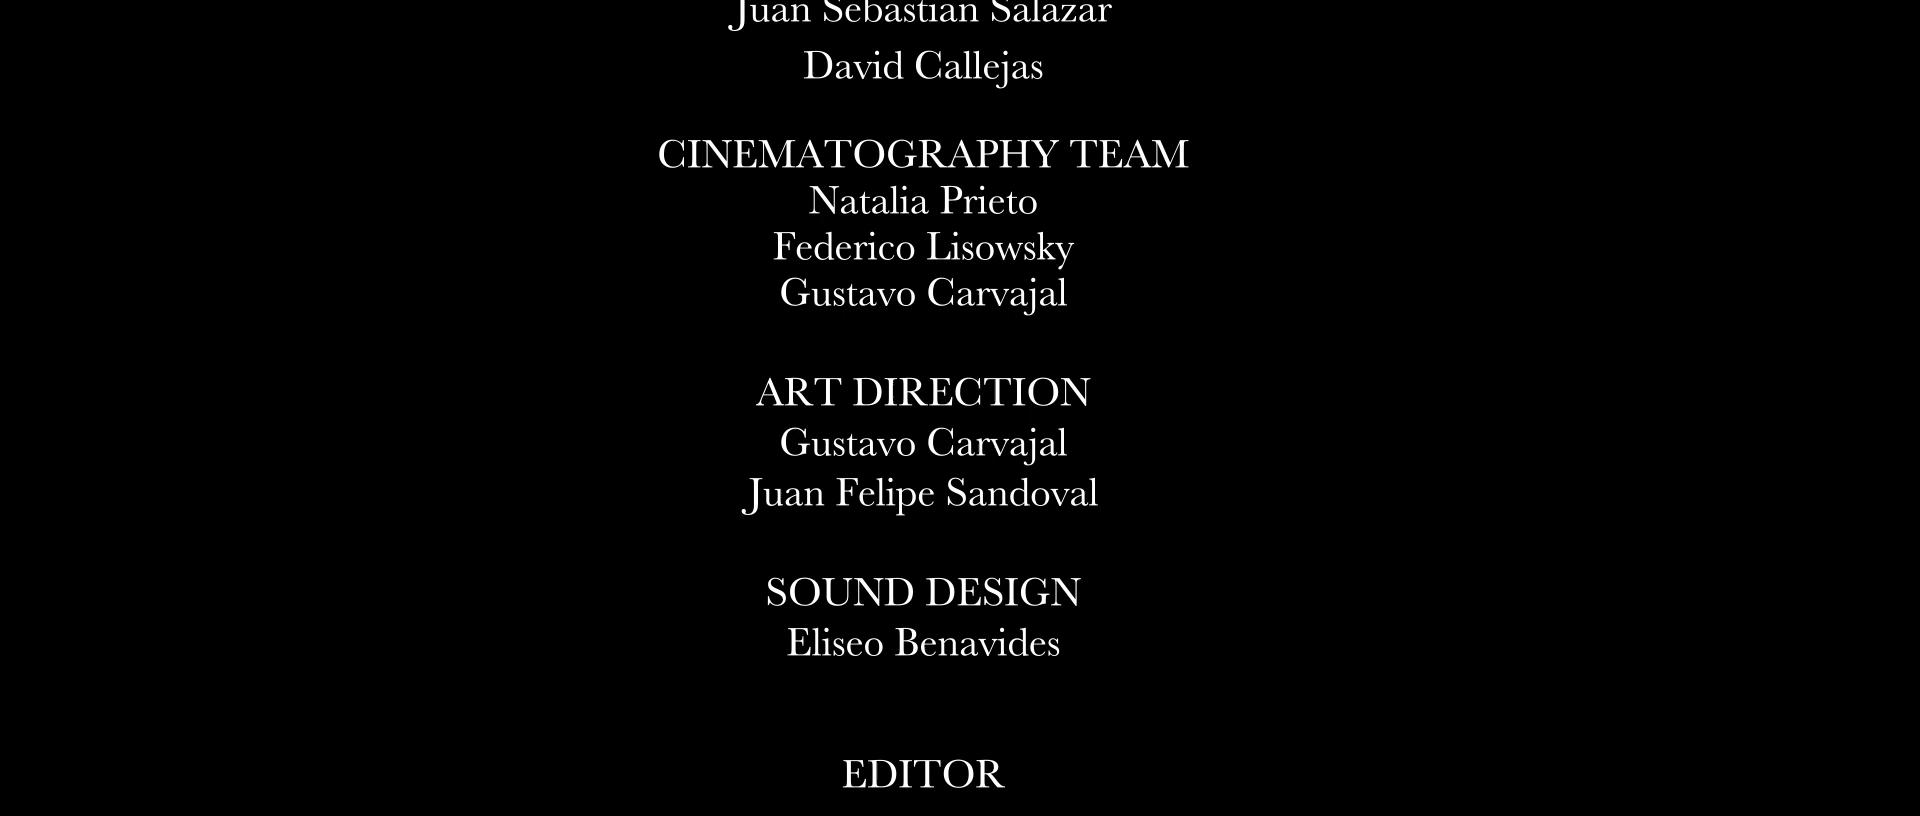 Juan Sebastian Salazar
David Callejas
CINEMATOGRAPHY TEAM
Natalia Prieto
Federico Lisowsky
Gustavo Carvajal
ART DIRECTION
Gustavo Carvajal
Juan Felipe Sandoval
SOUND DESIGN
Eliseo Benavides
EDITOR